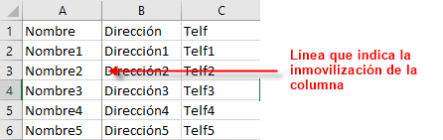 A B C
1 Nombre Dirección Telf
2 Nombre1 Dirección1 Telf1
3 Nombre2 Dirección2 Telf2
4 Nombre3 Dirección3 Telf3
5 Nombre4 Dirección4 Telf4
6 Nombre5 Dirección5 Telf5
Línea que indica la
inmovilización de la
columna